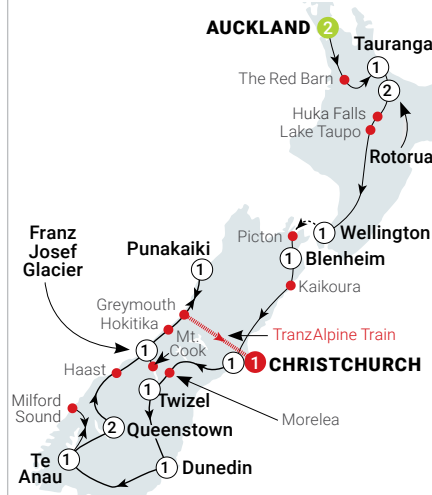 AUCKLAND 2
Tauranga
1
The Red Barn
2
Huka Falls
Lake Taupo
Rotorua
Franz
Josef
Glacier
Punakaiki
1
Picton
1 Wellington
1 Blenheim
Kaikoura
Greymouth
Hokitika
TranzAlpine Train
Mt.
Cook
1
1
1 CHRISTCHURCH
Haast
1
Twizel
Morelea
Milford
Sound
2 Queenstown
Te
Anau
1
1 Dunedin